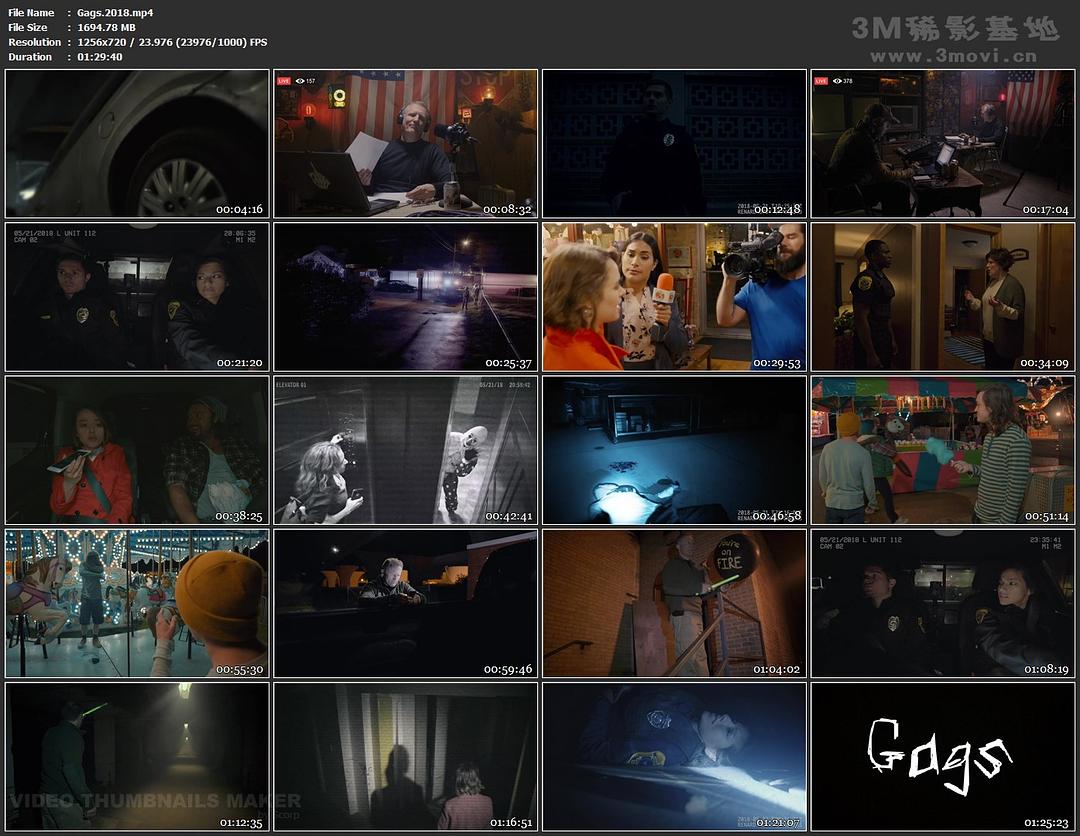 File Name : Gags.2018.mp4
File Size : 1694.78 MB
Resolution : 1256x720 / 23.976 (23976/1000) FPS
Duration : 01:29:40
3M稀影基地
www.3movi.cn
00:04:16
LIVE 157
00:08:32
00:12:48
LIVE 378
00:17:04
05/21/2018 L UNIT 112
CAM 02
20:06:35
M1 M2
00:21:20
00:25:37
00:29:53
00:34:09
00:38:25
ELEVATOR 01
05/21/18 20:58:42
00:42:41
00:46:58
00:51:14
00:55:30
00:59:46
You're
on
FIRE
01:04:02
05/21/2018 L UNIT 112
CAM 02
23:35:41
M1 M2
01:08:19
VIDEO THUMBNAILS MAKER
by Scorp
01:12:35
01:16:51
01:21:07
Gags
01:25:23